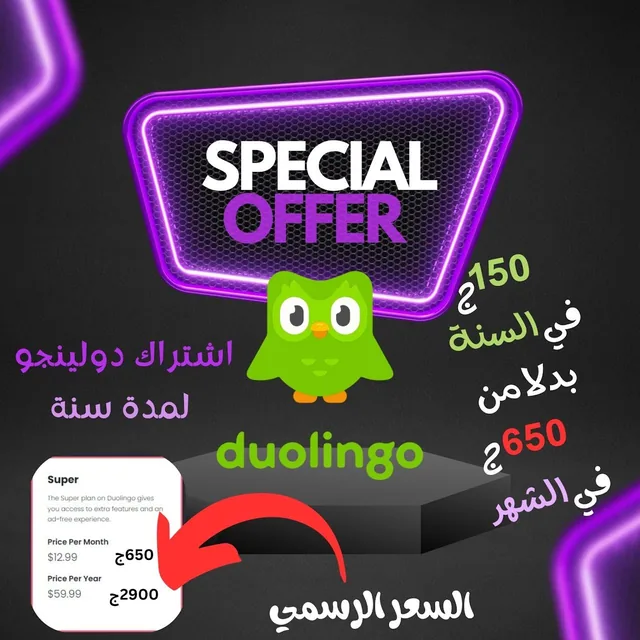 SPECIAL
OFFER
150ج
في السنة
بدلا من
650ج
في الشهر
اشتراك دولينجو
لمدة سنة
duolingo
Super
The Super plan on Duolingo gives
you access to extra features and an
ad-free experience.
Price Per Month
$12.99 650ج
Price Per Year
$59.99 2900ج
السعر الرسمي